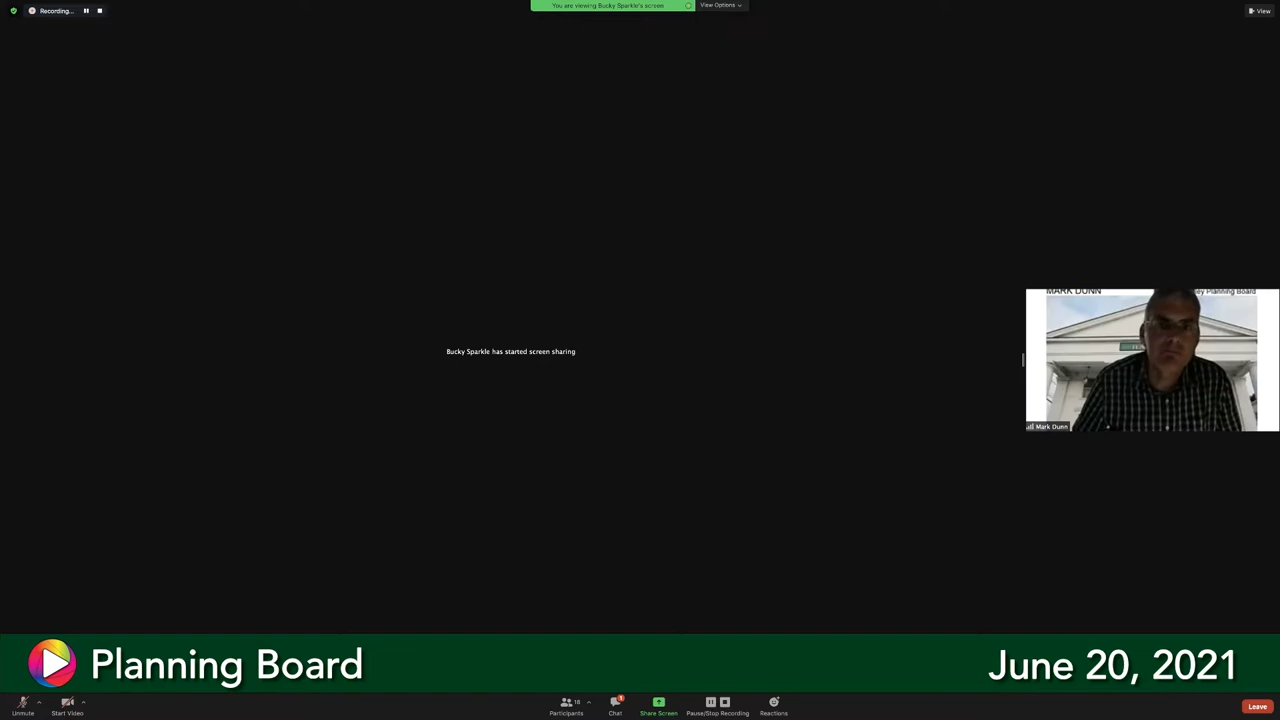 Recording...
You are viewing Bucky Sparkle's screen
View Options
View
Bucky Sparkle has started screen sharing
MARK DUNN
Planning Board
Mark Dunn
Planning Board
June 20, 2021
Unmute
Start Video
18
Participants
1
Chat
Share Screen
Pause/Stop Recording
Reactions
Leave